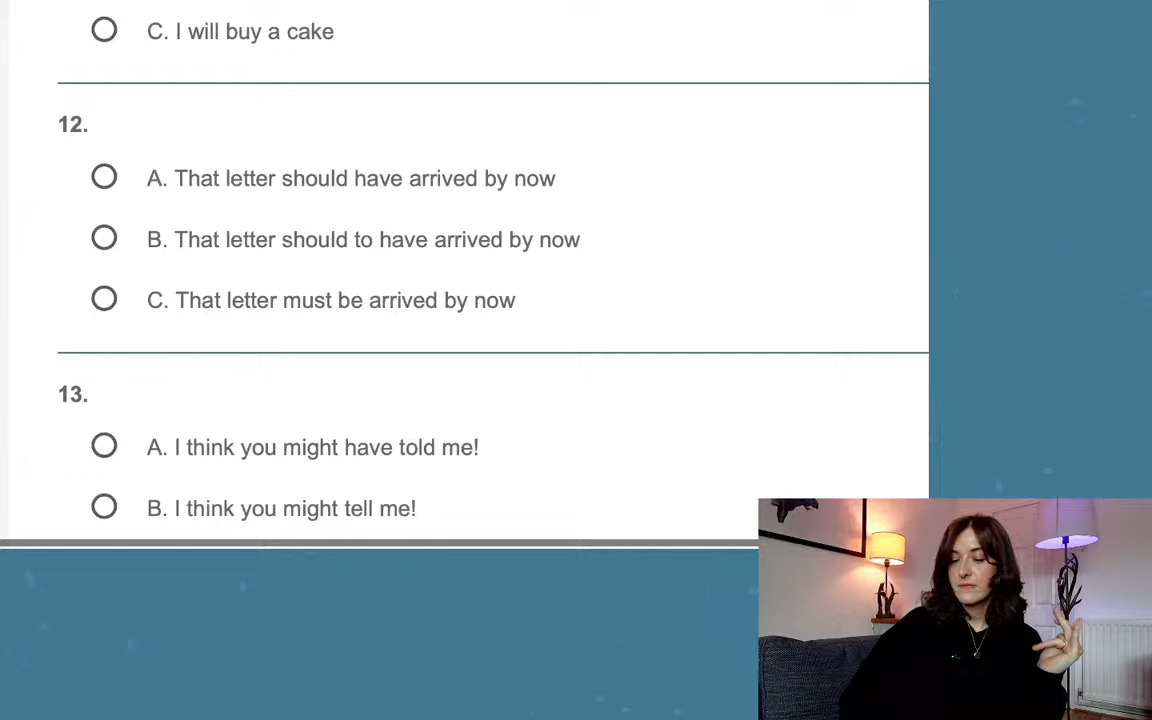 C. I will buy a cake
12.
A. That letter should have arrived by now
B. That letter should to have arrived by now
C. That letter must be arrived by now
13.
A. I think you might have told me!
B. I think you might tell me!